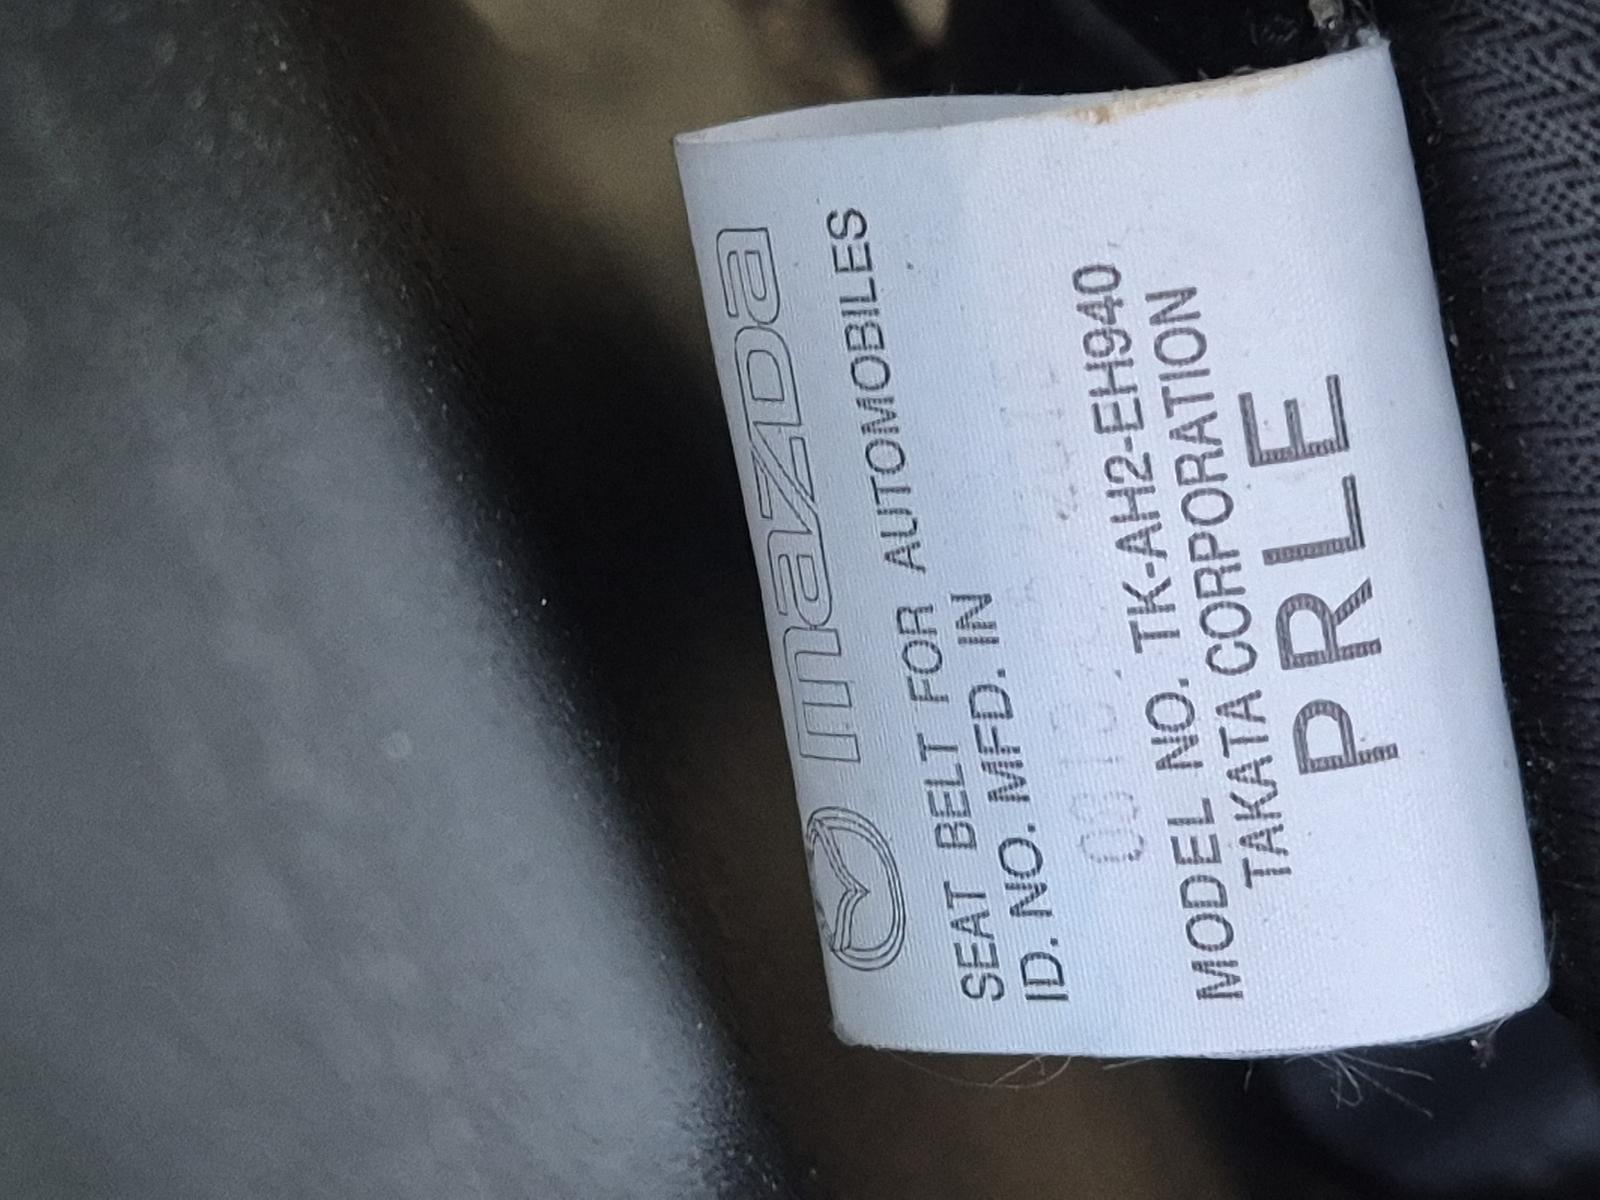 mazda
SEAT BELT FOR AUTOMOBILES
ID. NO. MFD. IN
MODEL NO. TK-AH2-EH940
TAKATA CORPORATION
PRLE